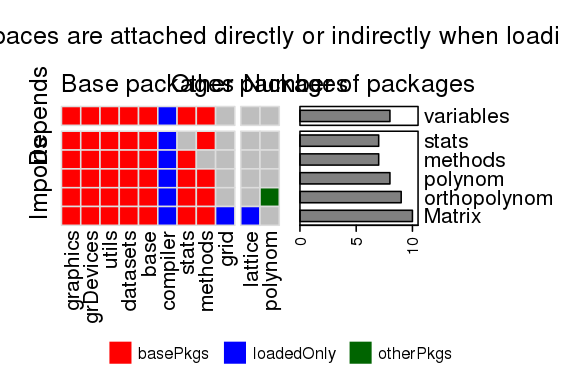 paces are attached directly or indirectly when loadi
Base packages
Other packages
Number of packages
Depends
Imports
variables
stats
methods
polynom
orthopolynom
Matrix
0 5 10
graphics
grDevices
utils
datasets
base
compiler
stats
methods
grid
lattice
polynom
basePkgs loadedOnly otherPkgs